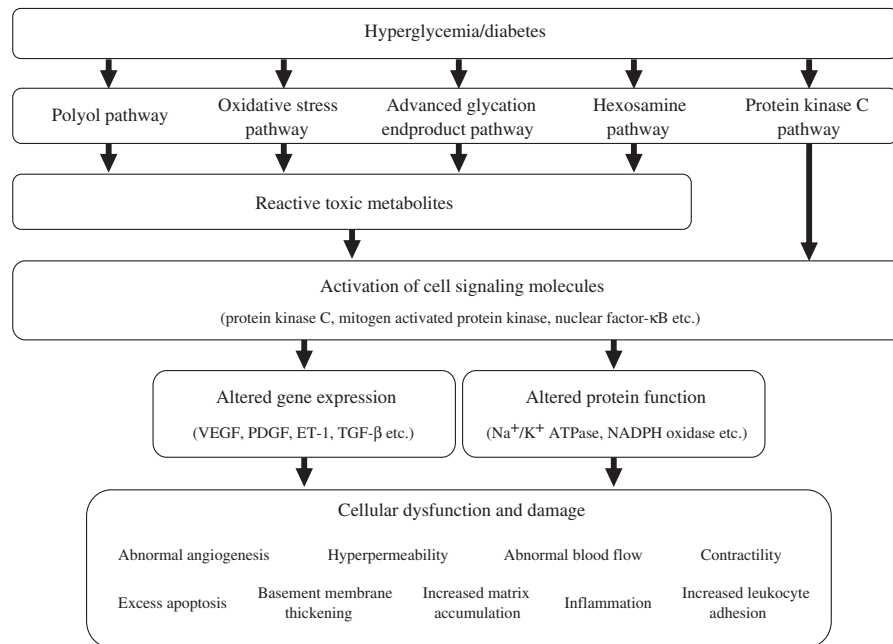 Hyperglycemia/diabetes
Polyol pathway
Oxidative stress
pathway
Advanced glycation
endproduct pathway
Hexosamine
pathway
Protein kinase C
pathway
Reactive toxic metabolites
Activation of cell signaling molecules
(protein kinase C, mitogen activated protein kinase, nuclear factor-κB etc.)
Altered gene expression
(VEGF, PDGF, ET-1, TGF-β etc.)
Altered protein function
(Na⁺/K⁺ ATPase, NADPH oxidase etc.)
Cellular dysfunction and damage
Abnormal angiogenesis
Hyperpermeability
Abnormal blood flow
Contractility
Excess apoptosis
Basement membrane
thickening
Increased matrix
accumulation
Inflammation
Increased leukocyte
adhesion